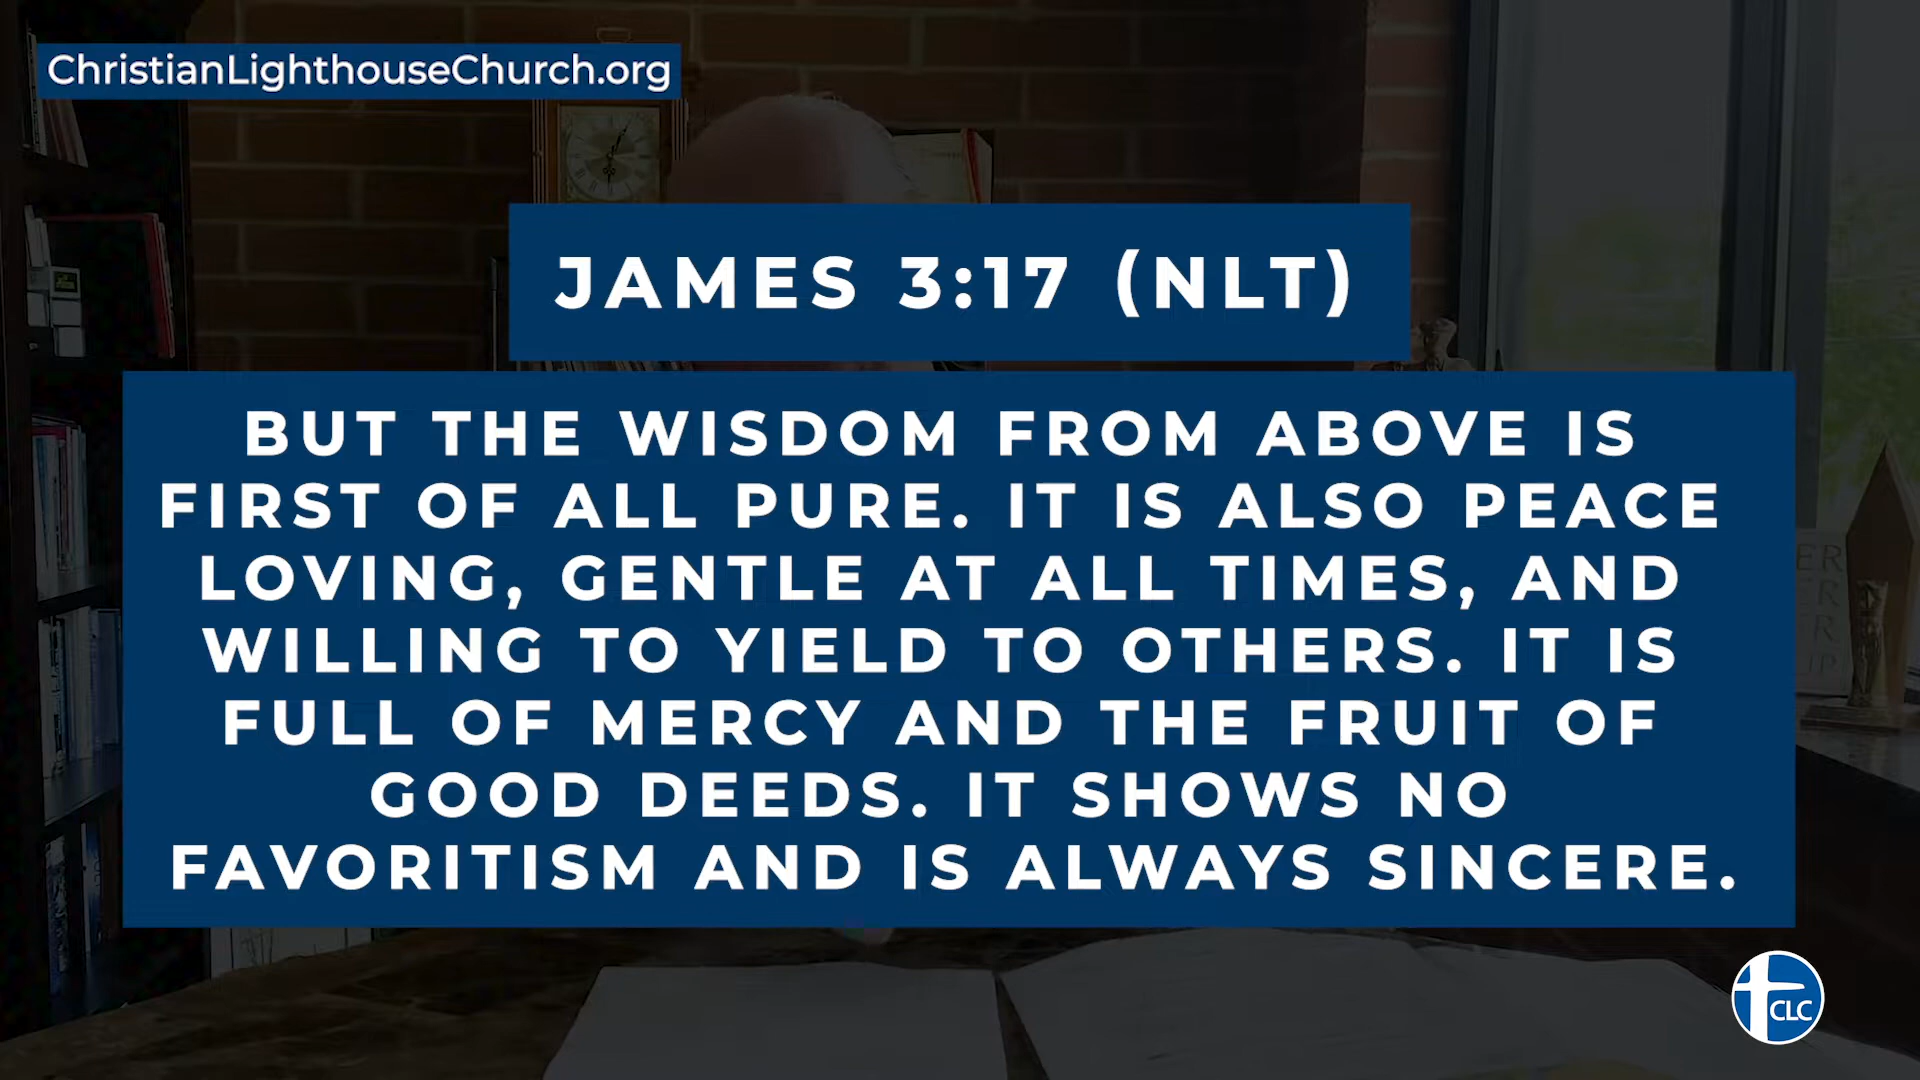 ChristianLighthouseChurch.org
JAMES 3:17 (NLT)
BUT THE WISDOM FROM ABOVE IS
FIRST OF ALL PURE. IT IS ALSO PEACE
LOVING, GENTLE AT ALL TIMES, AND
WILLING TO YIELD TO OTHERS. IT IS
FULL OF MERCY AND THE FRUIT OF
GOOD DEEDS. IT SHOWS NO
FAVORITISM AND IS ALWAYS SINCERE.
CLC